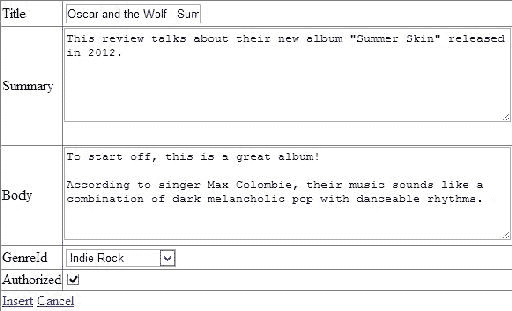 Title
Oscar and the Wolf - Sum
Summary
This review talks about their new album "Summer Skin" released
in 2012.
Body
To start off, this is a great album!
According to singer Max Colombie, their music sounds like a
combination of dark melancholic pop with danceable rhythms.
GenreId
Indie Rock
Authorized
Insert Cancel